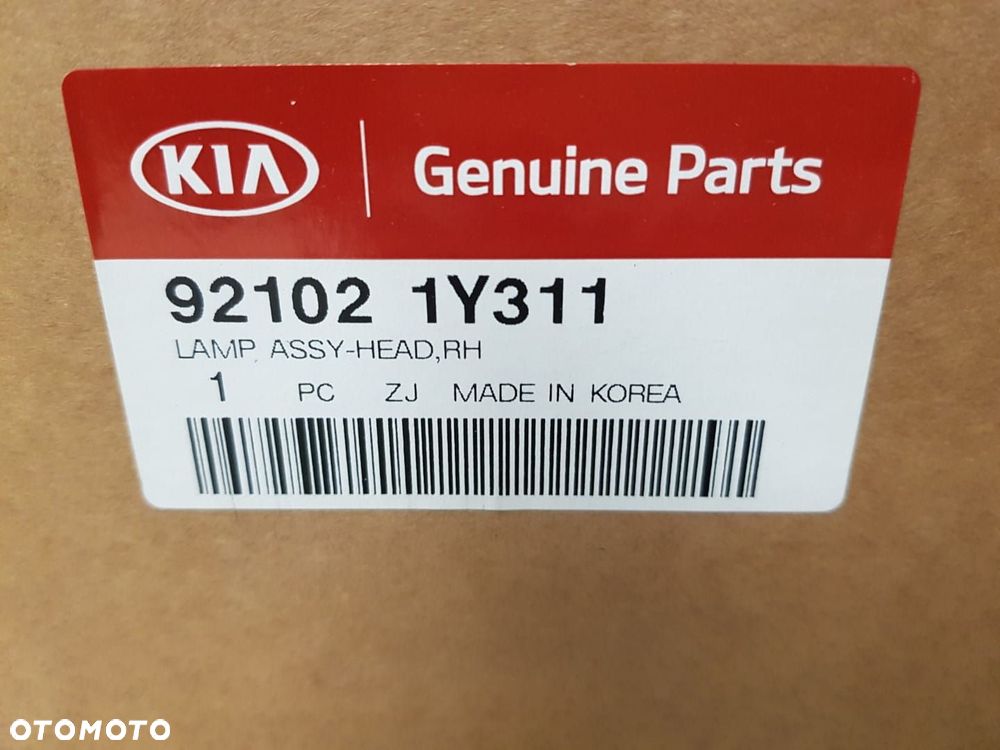 KIA
Genuine Parts
92102 1Y311
LAMP ASSY-HEAD,RH
1 PC ZJ MADE IN KOREA
OTOMOTO